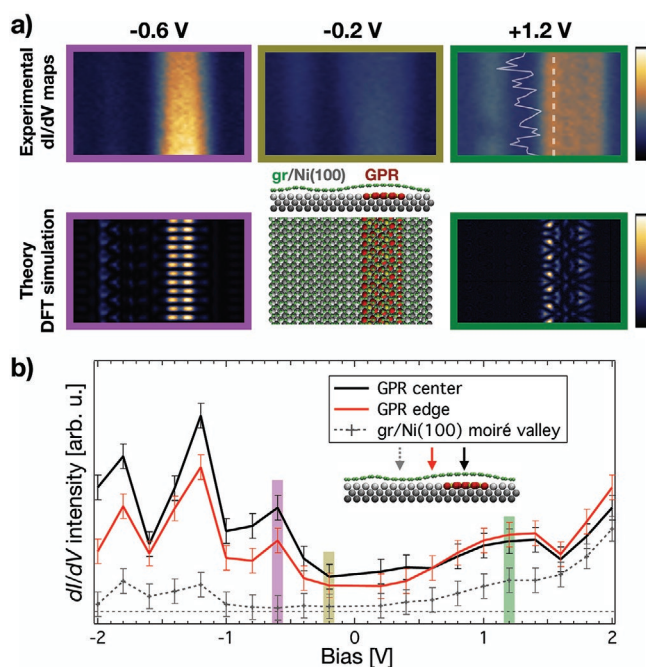 a)
-0.6 V
-0.2 V
+1.2 V
Experimental
dI/dV maps
gr/Ni(100)
GPR
Theory
DFT simulation
b)
dI/dV intensity [arb. u.]
GPR center
GPR edge
gr/Ni(100) moiré valley
-2
-1
0
1
2
Bias [V]